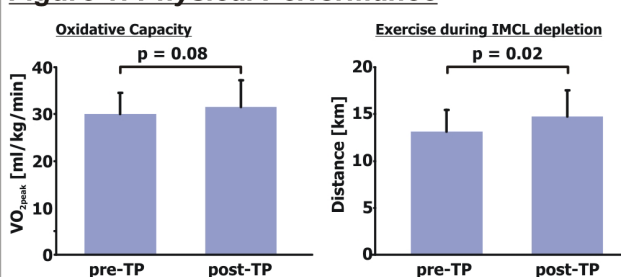 Oxidative Capacity
p = 0.08
VO2peak [ml/kg/min]
40
30
20
10
0
pre-TP
post-TP
Exercise during IMCL depletion
p = 0.02
Distance [km]
20
15
10
5
0
pre-TP
post-TP